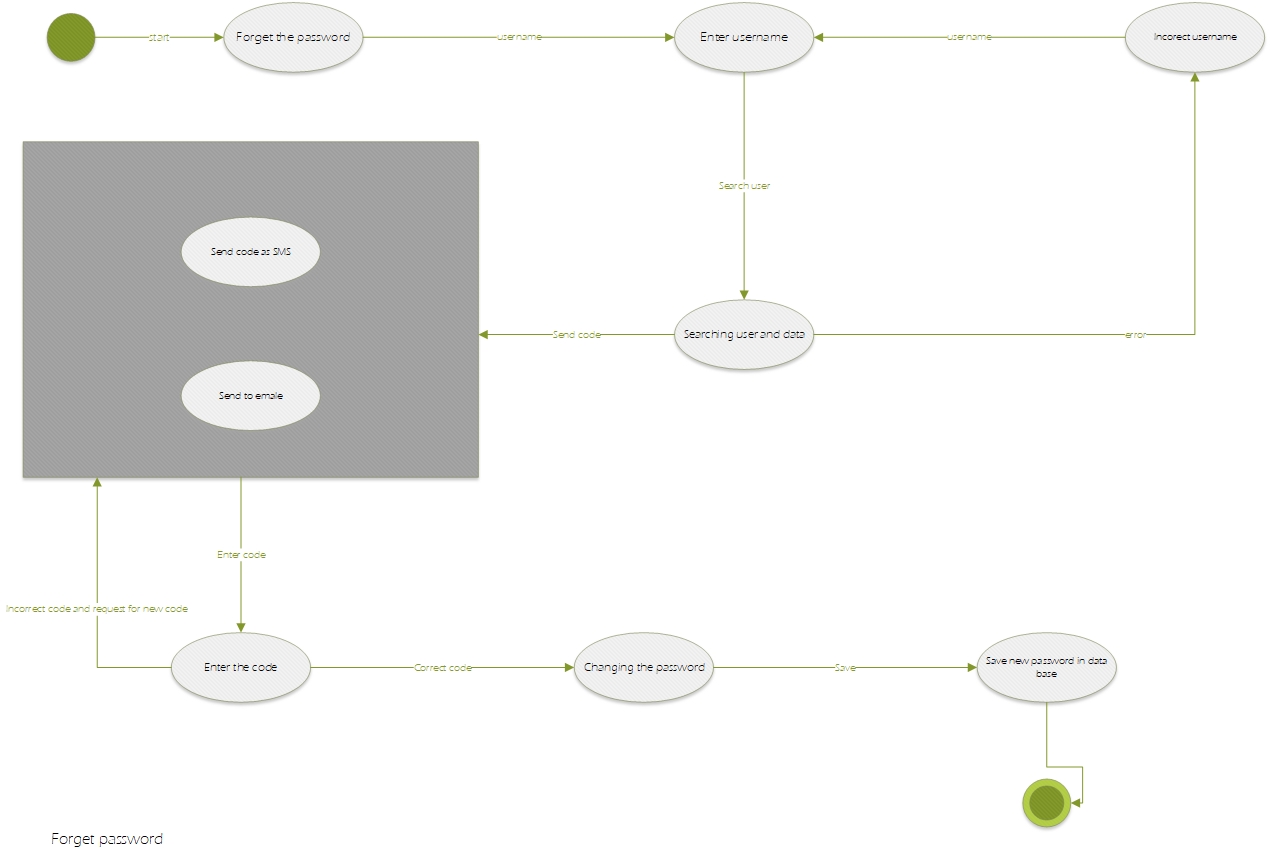 start
Forget the password
username
Enter username
username
Incorect username
Search user
Send code as SMS
Send code
Searching user and data
error
Send to emale
Enter code
Incorrect code and request for new code
Enter the code
Correct code
Changing the password
Save
Save new password in data
base
Forget password